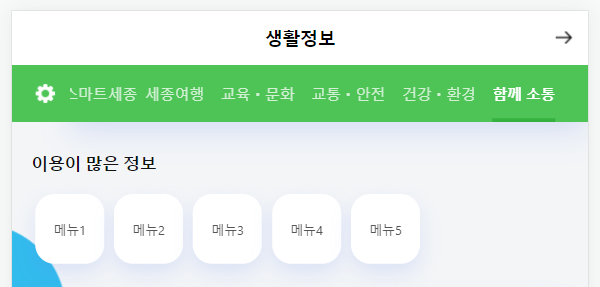 생활정보
스마트세종 세종여행 교육・문화 교통・안전 건강・환경 함께 소통
이용이 많은 정보
메뉴1 메뉴2 메뉴3 메뉴4 메뉴5